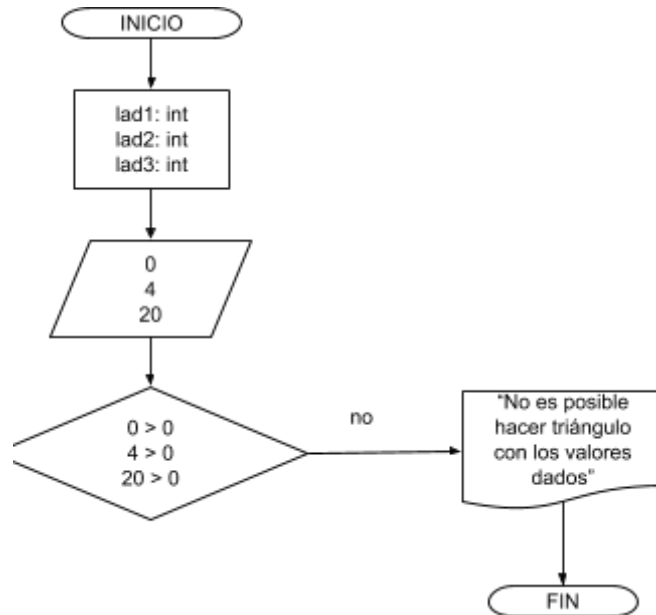 INICIO
lad1: int
lad2: int
lad3: int
0
4
20
0 > 0
4 > 0
20 > 0
no
“No es posible
hacer triángulo
con los valores
dados”
FIN